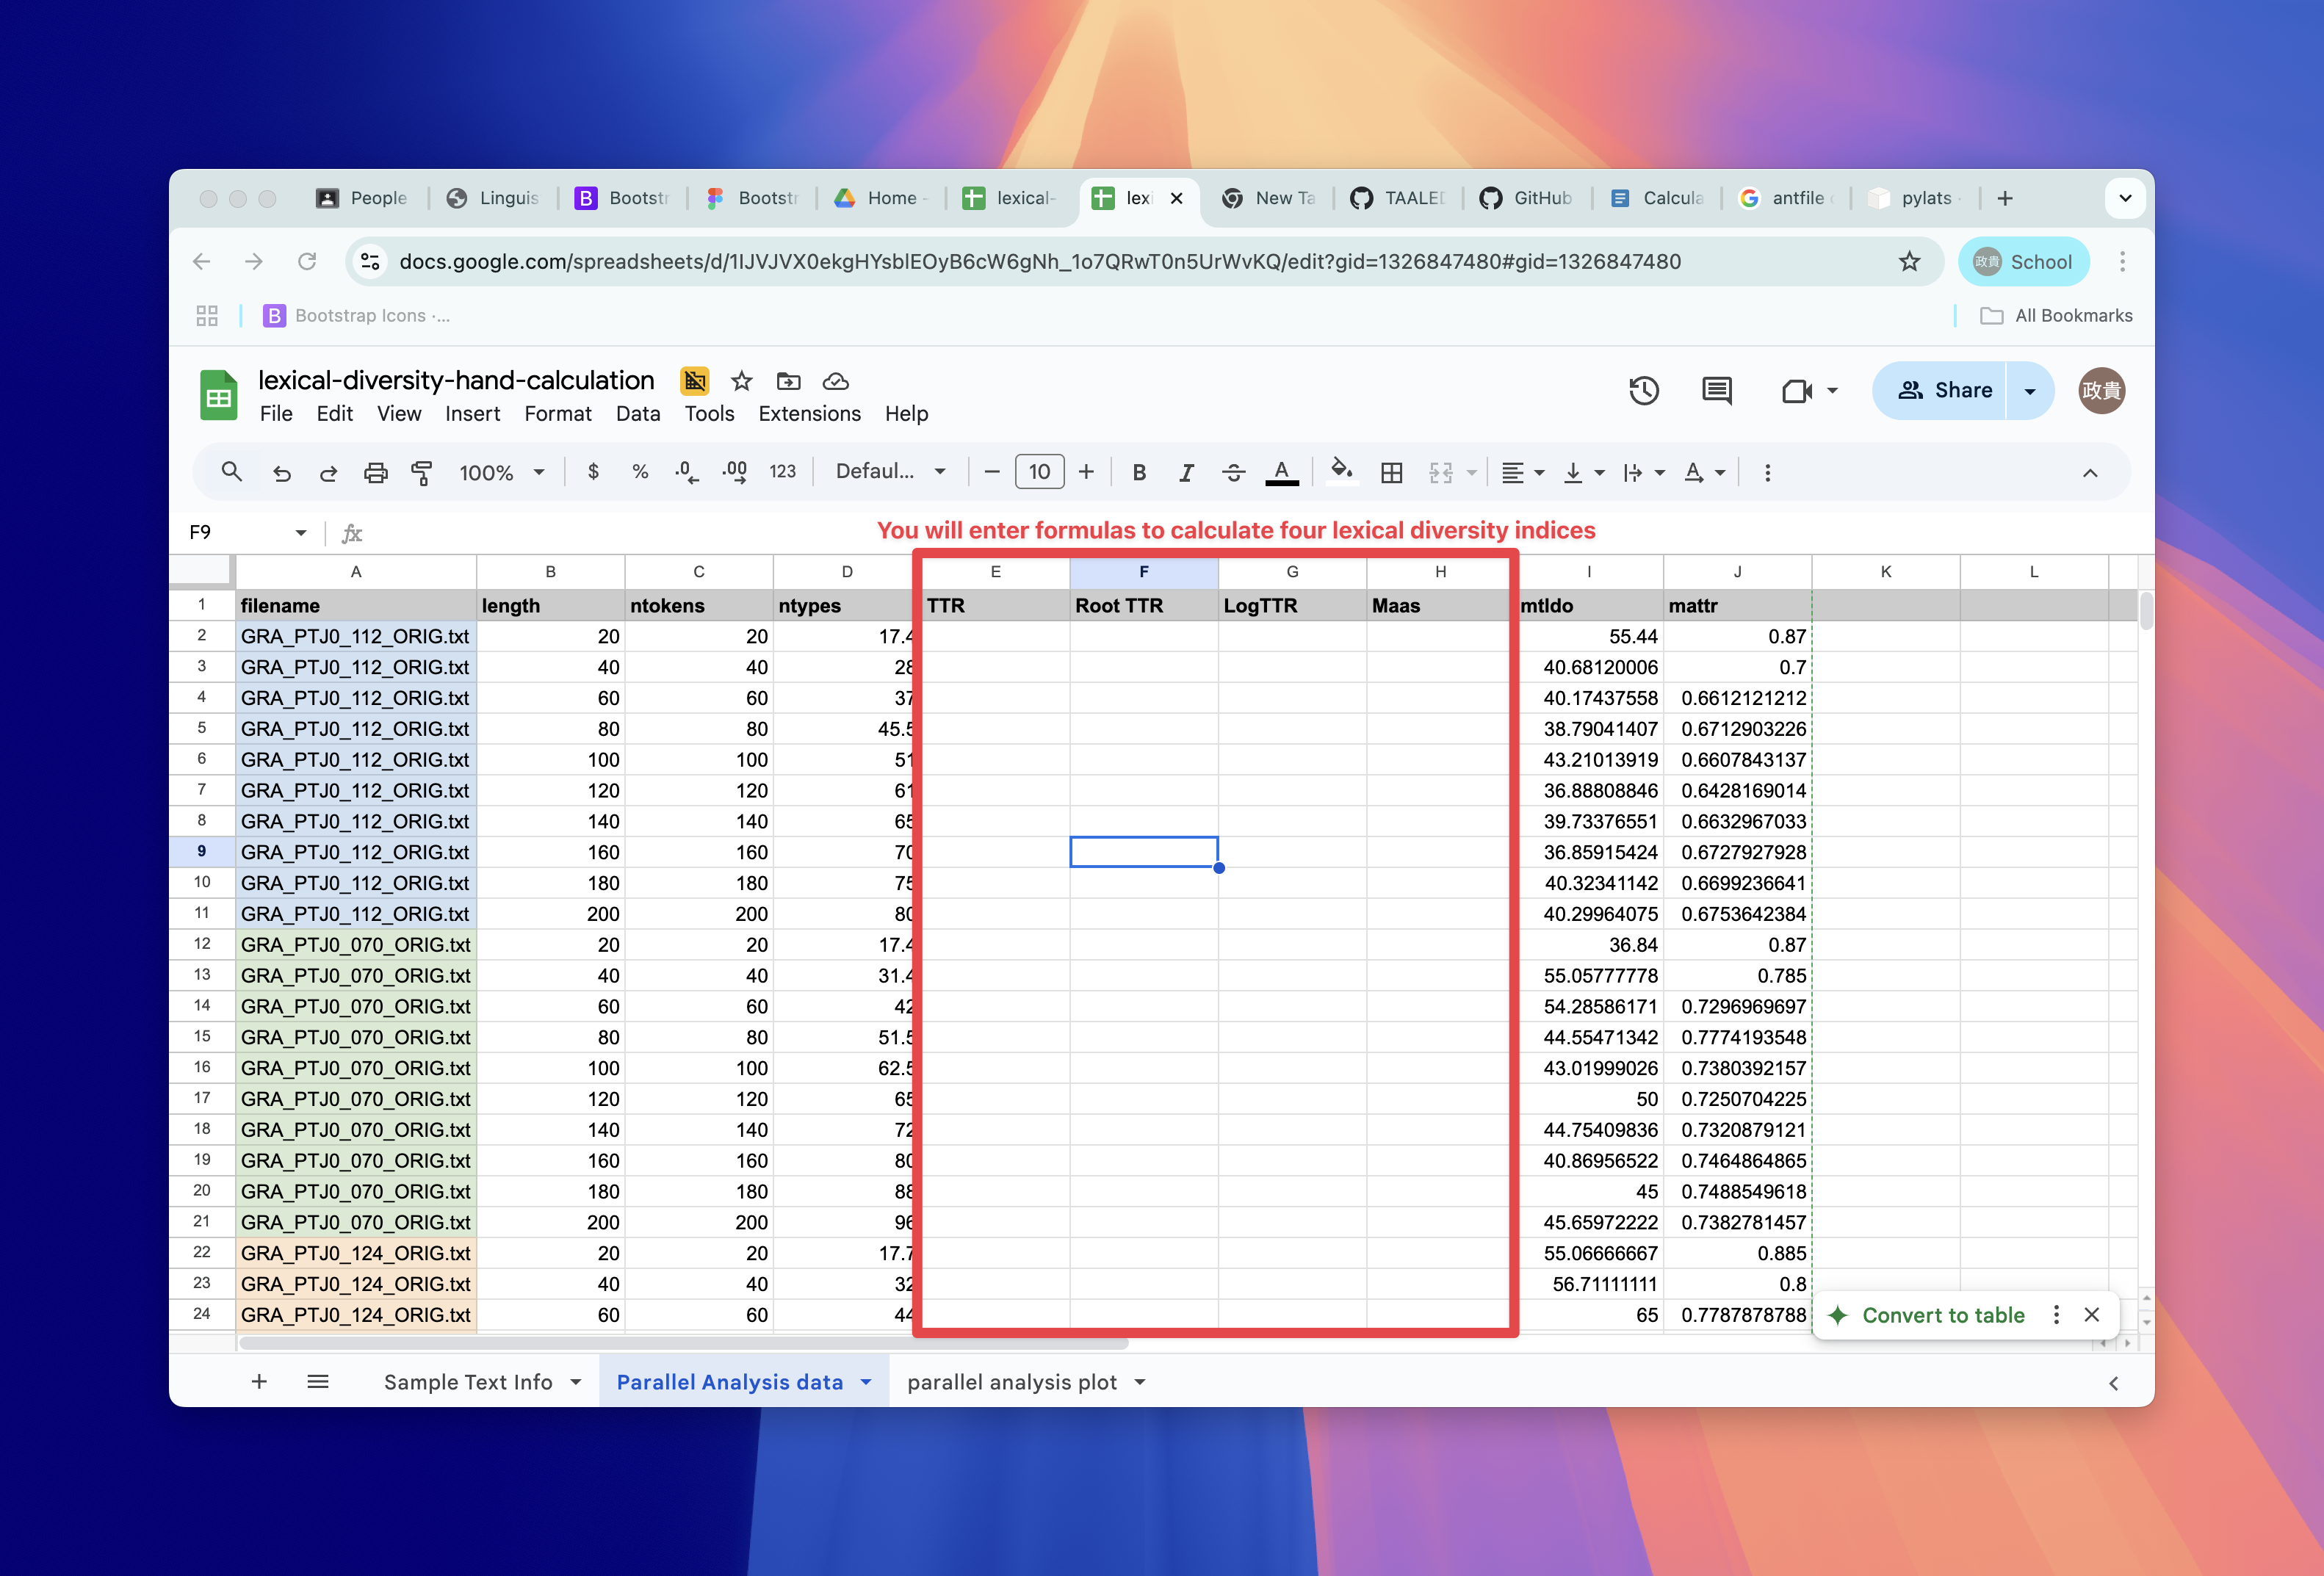 People
Linguis
Bootstr
Bootstr
Home -
lexical-
lexi
New Ta
TAALED
GitHub
Calcula
antfile
pylats
docs.google.com/spreadsheets/d/1IJVJVX0ekgHYsbIEOyB6cW6gNh_1o7QRwT0n5UrWvKQ/edit?gid=1326847480#gid=1326847480
政貴 School
B Bootstrap Icons ·...
All Bookmarks
lexical-diversity-hand-calculation
File Edit View Insert Format Data Tools Extensions Help
Share
政貴
100% $ % .0 .00 123 Defaul... 10 B I A
F9 fx
You will enter formulas to calculate four lexical diversity indices
A B C D E F G H I J K L
1 filename length ntokens ntypes TTR Root TTR LogTTR Maas mtldo mattr
2 GRA_PTJ0_112_ORIG.txt 20 20 17.4 55.44 0.87
3 GRA_PTJ0_112_ORIG.txt 40 40 28 40.68120006 0.7
4 GRA_PTJ0_112_ORIG.txt 60 60 37 40.17437558 0.6612121212
5 GRA_PTJ0_112_ORIG.txt 80 80 45.5 38.79041407 0.6712903226
6 GRA_PTJ0_112_ORIG.txt 100 100 51 43.21013919 0.6607843137
7 GRA_PTJ0_112_ORIG.txt 120 120 61 36.88808846 0.6428169014
8 GRA_PTJ0_112_ORIG.txt 140 140 65 39.73376551 0.6632967033
9 GRA_PTJ0_112_ORIG.txt 160 160 70 36.85915424 0.6727927928
10 GRA_PTJ0_112_ORIG.txt 180 180 75 40.32341142 0.6699236641
11 GRA_PTJ0_112_ORIG.txt 200 200 80 40.29964075 0.6753642384
12 GRA_PTJ0_070_ORIG.txt 20 20 17.4 36.84 0.87
13 GRA_PTJ0_070_ORIG.txt 40 40 31.4 55.05777778 0.785
14 GRA_PTJ0_070_ORIG.txt 60 60 42 54.28586171 0.7296969697
15 GRA_PTJ0_070_ORIG.txt 80 80 51.5 44.55471342 0.7774193548
16 GRA_PTJ0_070_ORIG.txt 100 100 62.5 43.01999026 0.7380392157
17 GRA_PTJ0_070_ORIG.txt 120 120 65 50 0.7250704225
18 GRA_PTJ0_070_ORIG.txt 140 140 72 44.75409836 0.7320879121
19 GRA_PTJ0_070_ORIG.txt 160 160 80 40.86956522 0.7464864865
20 GRA_PTJ0_070_ORIG.txt 180 180 88 45 0.7488549618
21 GRA_PTJ0_070_ORIG.txt 200 200 96 45.65972222 0.7382781457
22 GRA_PTJ0_124_ORIG.txt 20 20 17.7 55.06666667 0.885
23 GRA_PTJ0_124_ORIG.txt 40 40 32 56.71111111 0.8
24 GRA_PTJ0_124_ORIG.txt 60 60 44 65 0.7787878788
Convert to table
Sample Text Info
Parallel Analysis data
parallel analysis plot